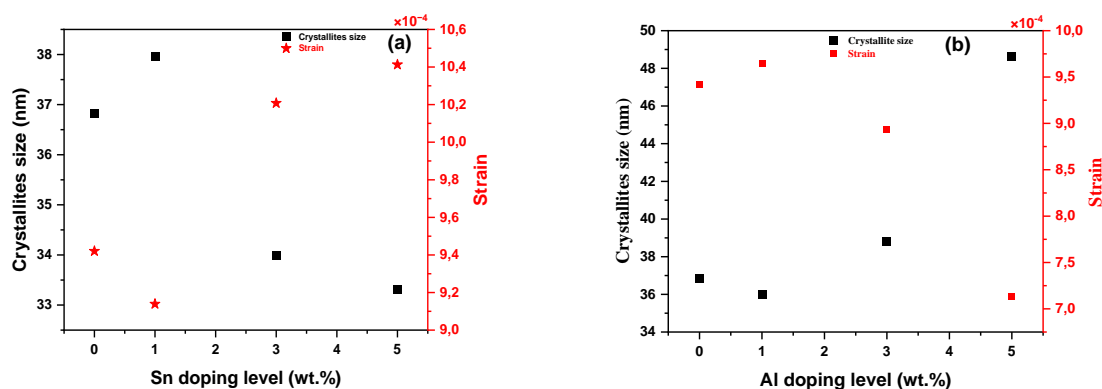 ×10⁻⁴
(a)
Crystallites size
Strain
38
37
36
35
34
33
Crystallites size (nm)
10,6
10,4
10,2
10,0
9,8
9,6
9,4
9,2
9,0
Strain
0 1 2 3 4 5
Sn doping level (wt.%)
×10⁻⁴
(b)
Crystallite size
Strain
50
48
46
44
42
40
38
36
34
Crystallites size (nm)
10,0
9,5
9,0
8,5
8,0
7,5
7,0
Strain
0 1 2 3 4 5
Al doping level (wt.%)